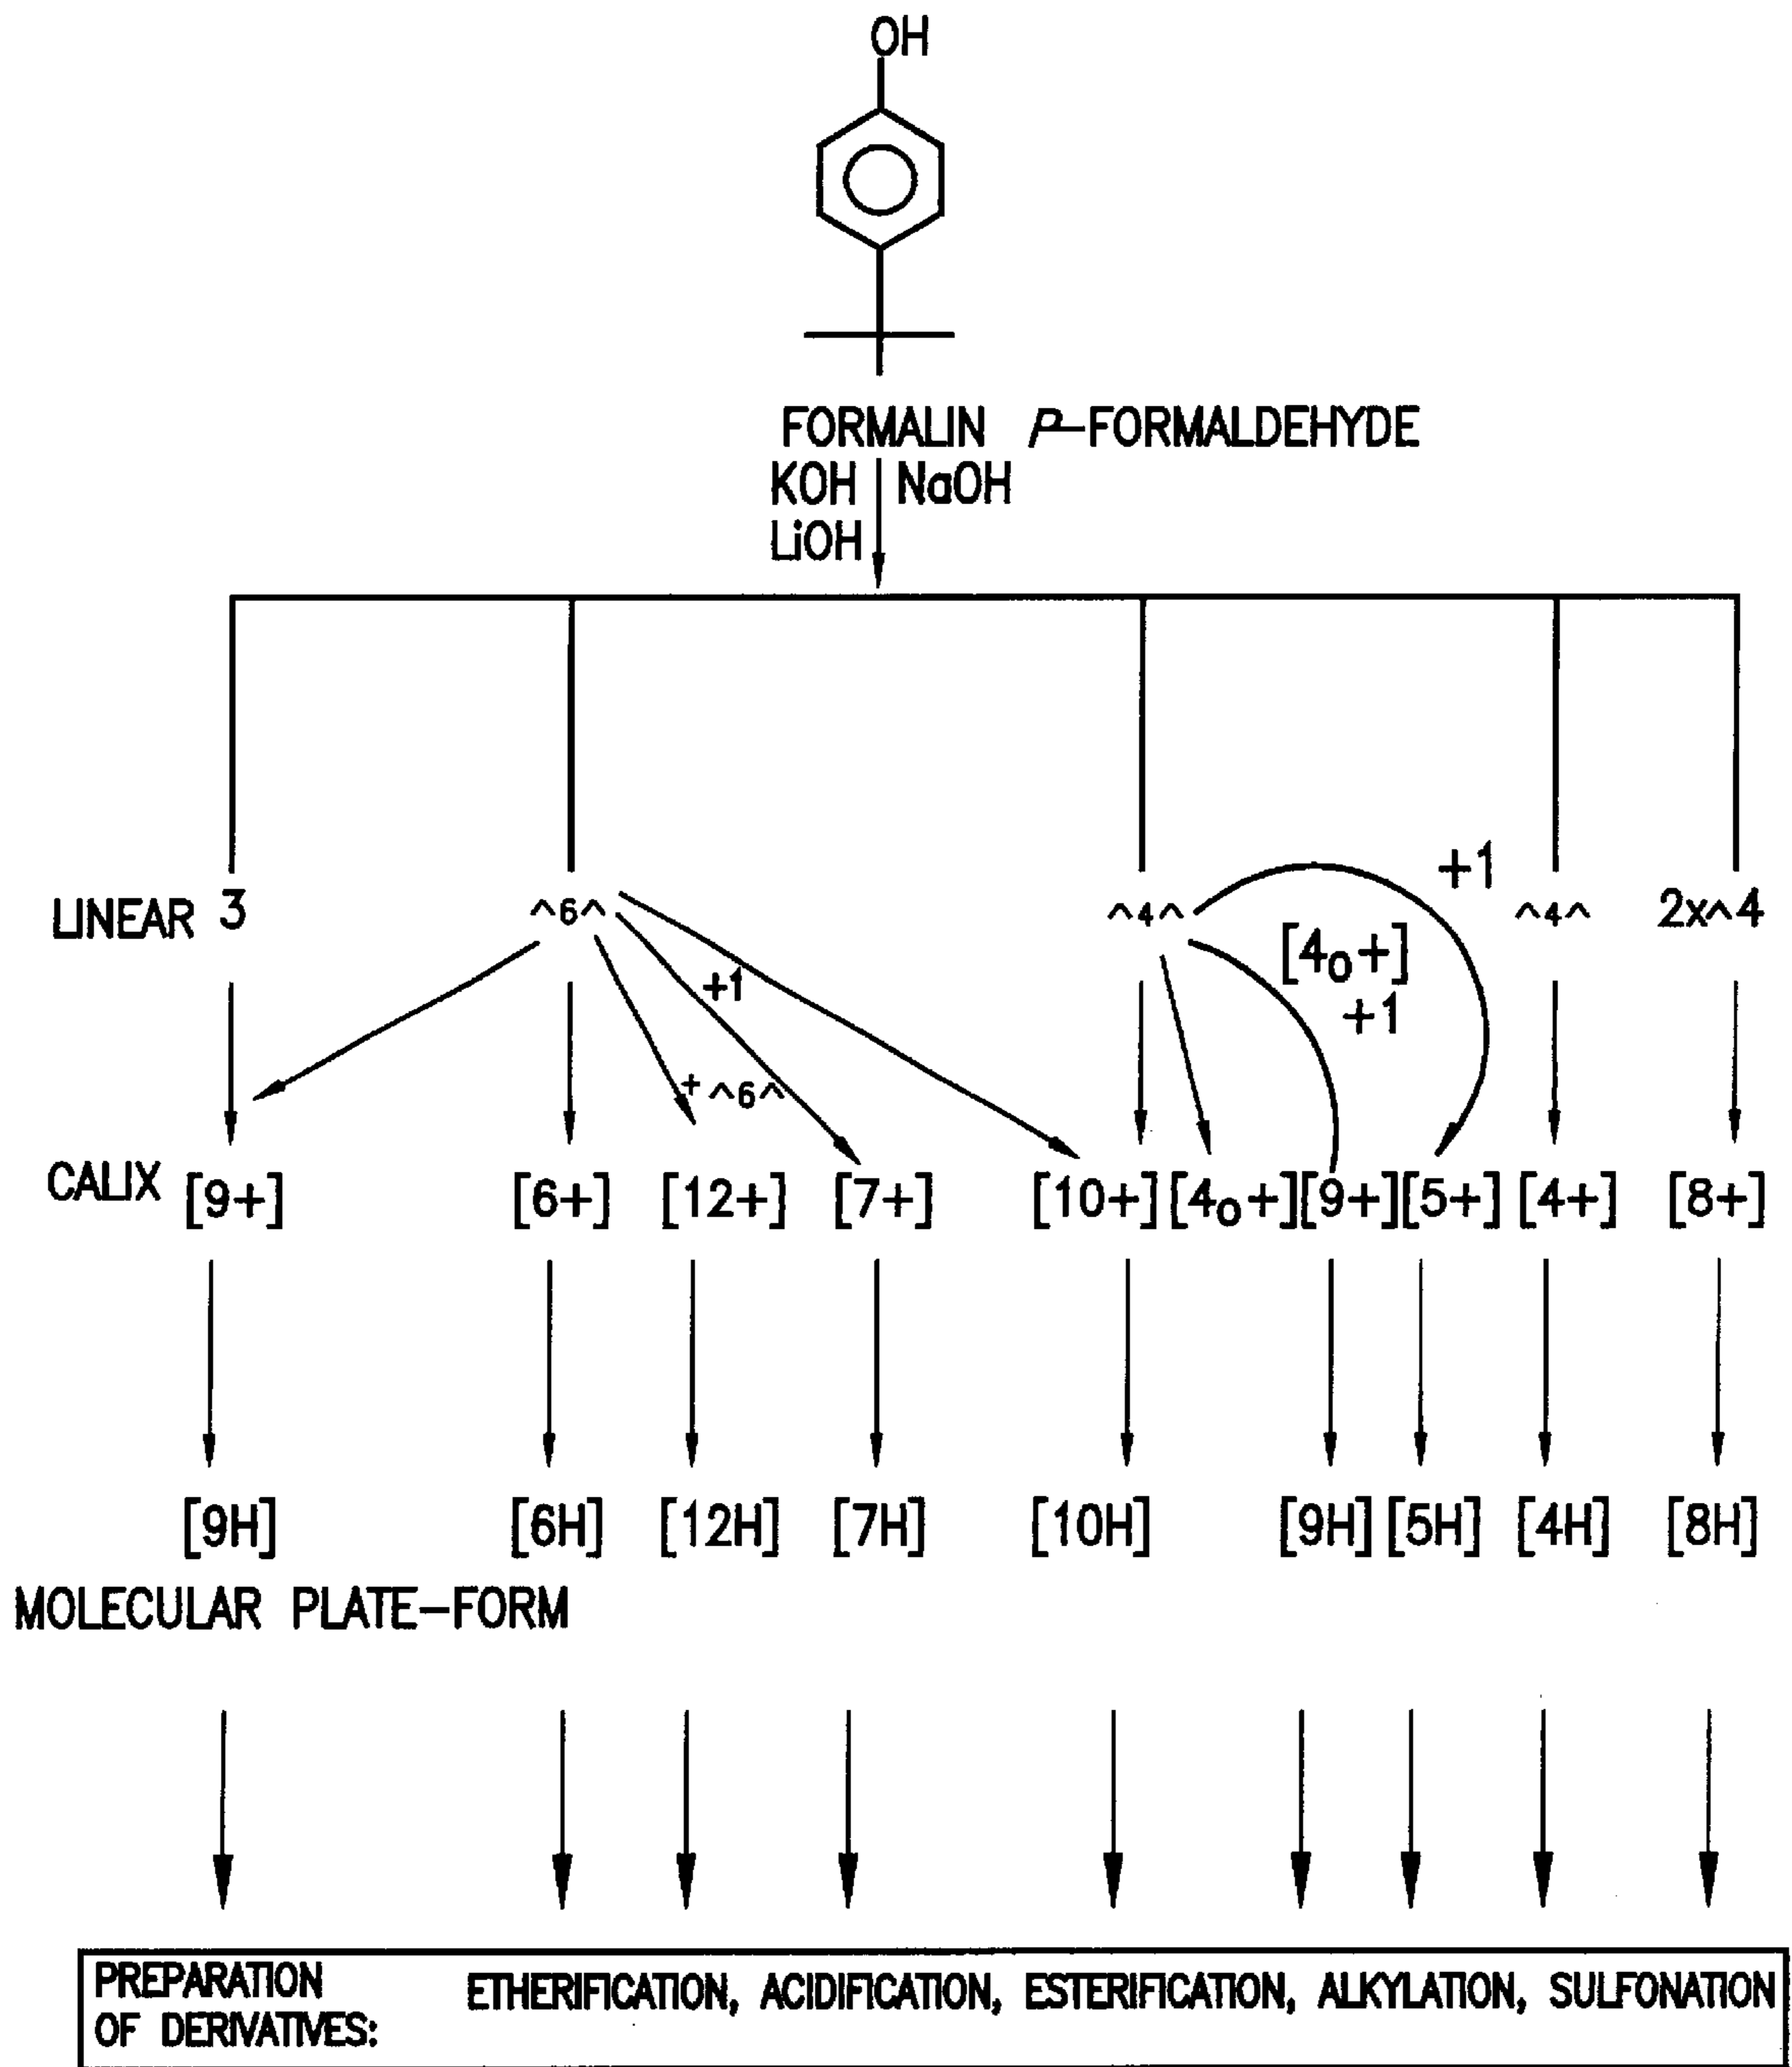 OH
FORMALIN p-FORMALDEHYDE
KOH NaOH
LiOH
LINEAR 3 ^6^ ^4^ +1 ^4^ 2x^4
[4o+]
+1
+1
+ ^6^
CALIX [9+] [6+] [12+] [7+] [10+] [4o+] [9+] [5+] [4+] [8+]
[9H] [6H] [12H] [7H] [10H] [9H] [5H] [4H] [8H]
MOLECULAR PLATE-FORM
PREPARATION ETHERIFICATION, ACIDIFICATION, ESTERIFICATION, ALKYLATION, SULFONATION
OF DERIVATIVES: